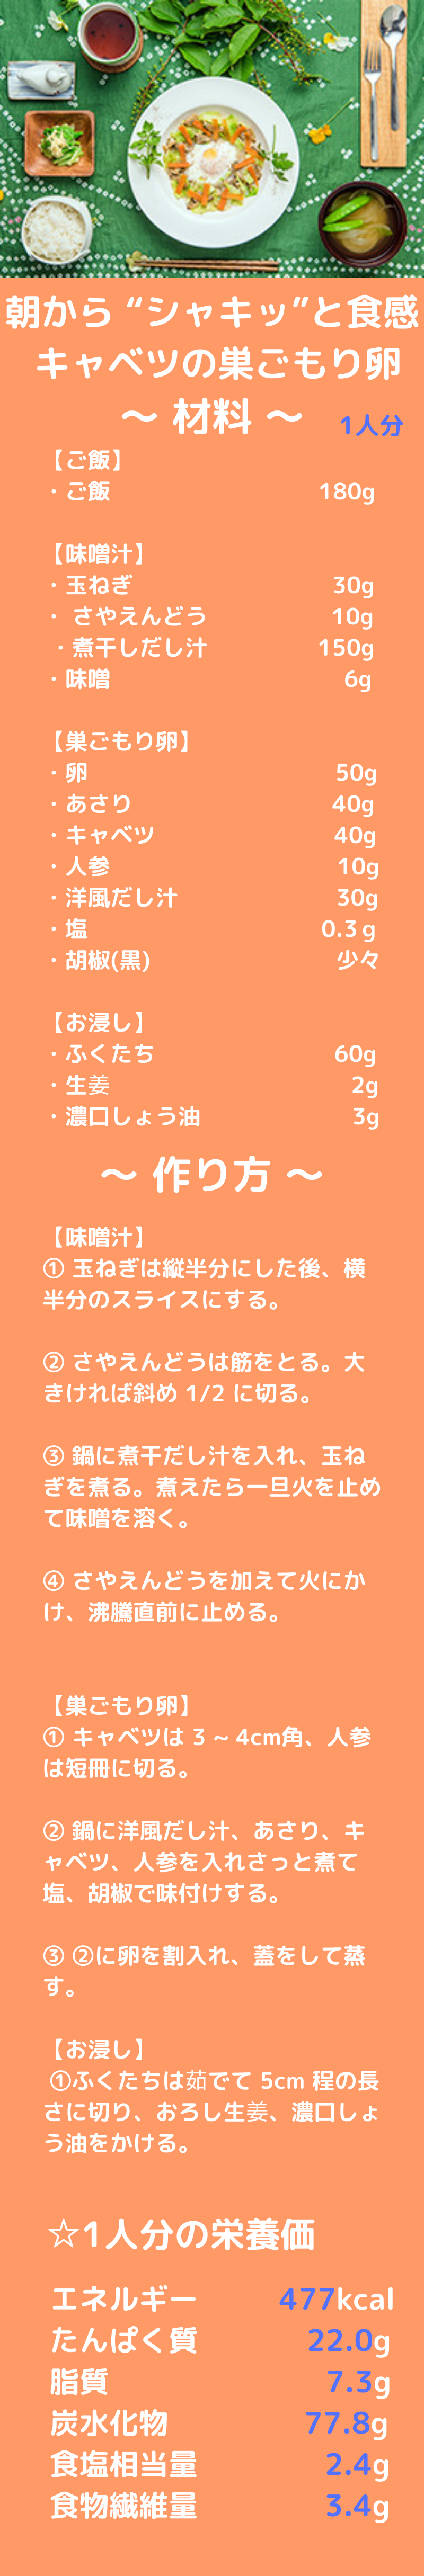 朝から “シャキッ”と食感
キャベツの巣ごもり卵
～ 材料 ～ 1人分
【ご飯】
・ご飯 180g
【味噌汁】
・玉ねぎ 30g
・ さやえんどう 10g
・煮干しだし汁 150g
・味噌 6g
【巣ごもり卵】
・卵 50g
・あさり 40g
・キャベツ 40g
・人参 10g
・洋風だし汁 30g
・塩 0.3 g
・胡椒(黒) 少々
【お浸し】
・ふくたち 60g
・生姜 2g
・濃口しょう油 3g
～ 作り方 ～
【味噌汁】
① 玉ねぎは縦半分にした後、横
半分のスライスにする。
② さやえんどうは筋をとる。大
きければ斜め 1/2 に切る。
③ 鍋に煮干だし汁を入れ、玉ね
ぎを煮る。煮えたら一旦火を止め
て味噌を溶く。
④ さやえんどうを加えて火にか
け、沸騰直前に止める。
【巣ごもり卵】
① キャベツは 3 ~ 4cm角、人参
は短冊に切る。
② 鍋に洋風だし汁、あさり、キ
ャベツ、人参を入れさっと煮て
塩、胡椒で味付けする。
③ ②に卵を割入れ、蓋をして蒸
す。
【お浸し】
①ふくたちは茹でて 5cm 程の長
さに切り、おろし生姜、濃口しょ
う油をかける。
☆1人分の栄養価
エネルギー 477kcal
たんぱく質 22.0g
脂質 7.3g
炭水化物 77.8g
食塩相当量 2.4g
食物繊維量 3.4g